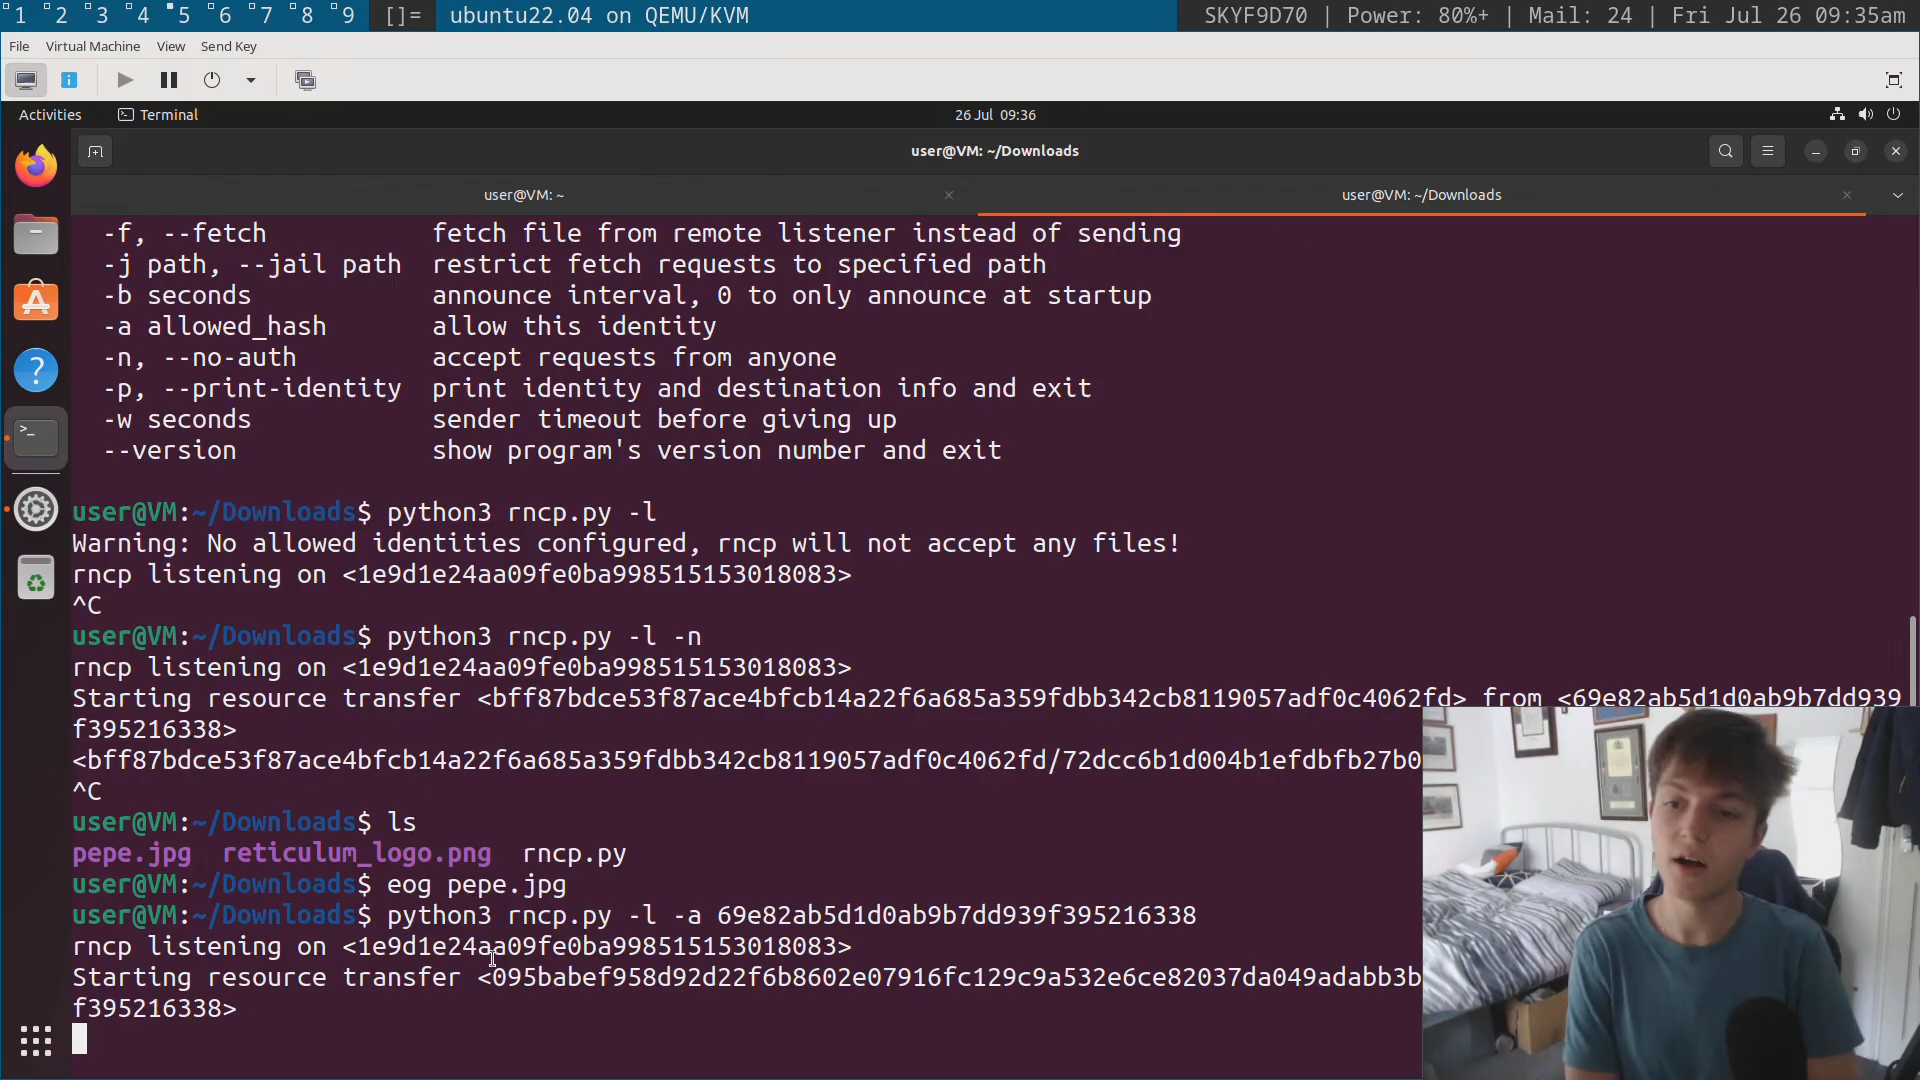 1 2 3 4 5 6 7 8 9 []= ubuntu22.04 on QEMU/KVM SKYF9D70 | Power: 80%+ | Mail: 24 | Fri Jul 26 09:35am
File Virtual Machine View Send Key
Activities Terminal 26 Jul 09:36
user@VM: ~/Downloads
user@VM: ~ user@VM: ~/Downloads
-f, --fetch fetch file from remote listener instead of sending
-j path, --jail path restrict fetch requests to specified path
-b seconds announce interval, 0 to only announce at startup
-a allowed_hash allow this identity
-n, --no-auth accept requests from anyone
-p, --print-identity print identity and destination info and exit
-w seconds sender timeout before giving up
--version show program's version number and exit
user@VM:~/Downloads$ python3 rncp.py -l
Warning: No allowed identities configured, rncp will not accept any files!
rncp listening on <1e9d1e24aa09fe0ba998515153018083>
^C
user@VM:~/Downloads$ python3 rncp.py -l -n
rncp listening on <1e9d1e24aa09fe0ba998515153018083>
Starting resource transfer <bff87bdce53f87ace4bfcb14a22f6a685a359fdbb342cb8119057adf0c4062fd> from <69e82ab5d1d0ab9b7dd939
f395216338>
<bff87bdce53f87ace4bfcb14a22f6a685a359fdbb342cb8119057adf0c4062fd/72dcc6b1d004b1efdbfb27b0
^C
user@VM:~/Downloads$ ls
pepe.jpg reticulum_logo.png rncp.py
user@VM:~/Downloads$ eog pepe.jpg
user@VM:~/Downloads$ python3 rncp.py -l -a 69e82ab5d1d0ab9b7dd939f395216338
rncp listening on <1e9d1e24aa09fe0ba998515153018083>
Starting resource transfer <095babef958d92d22f6b8602e07916fc129c9a532e6ce82037da049adabb3b
f395216338>